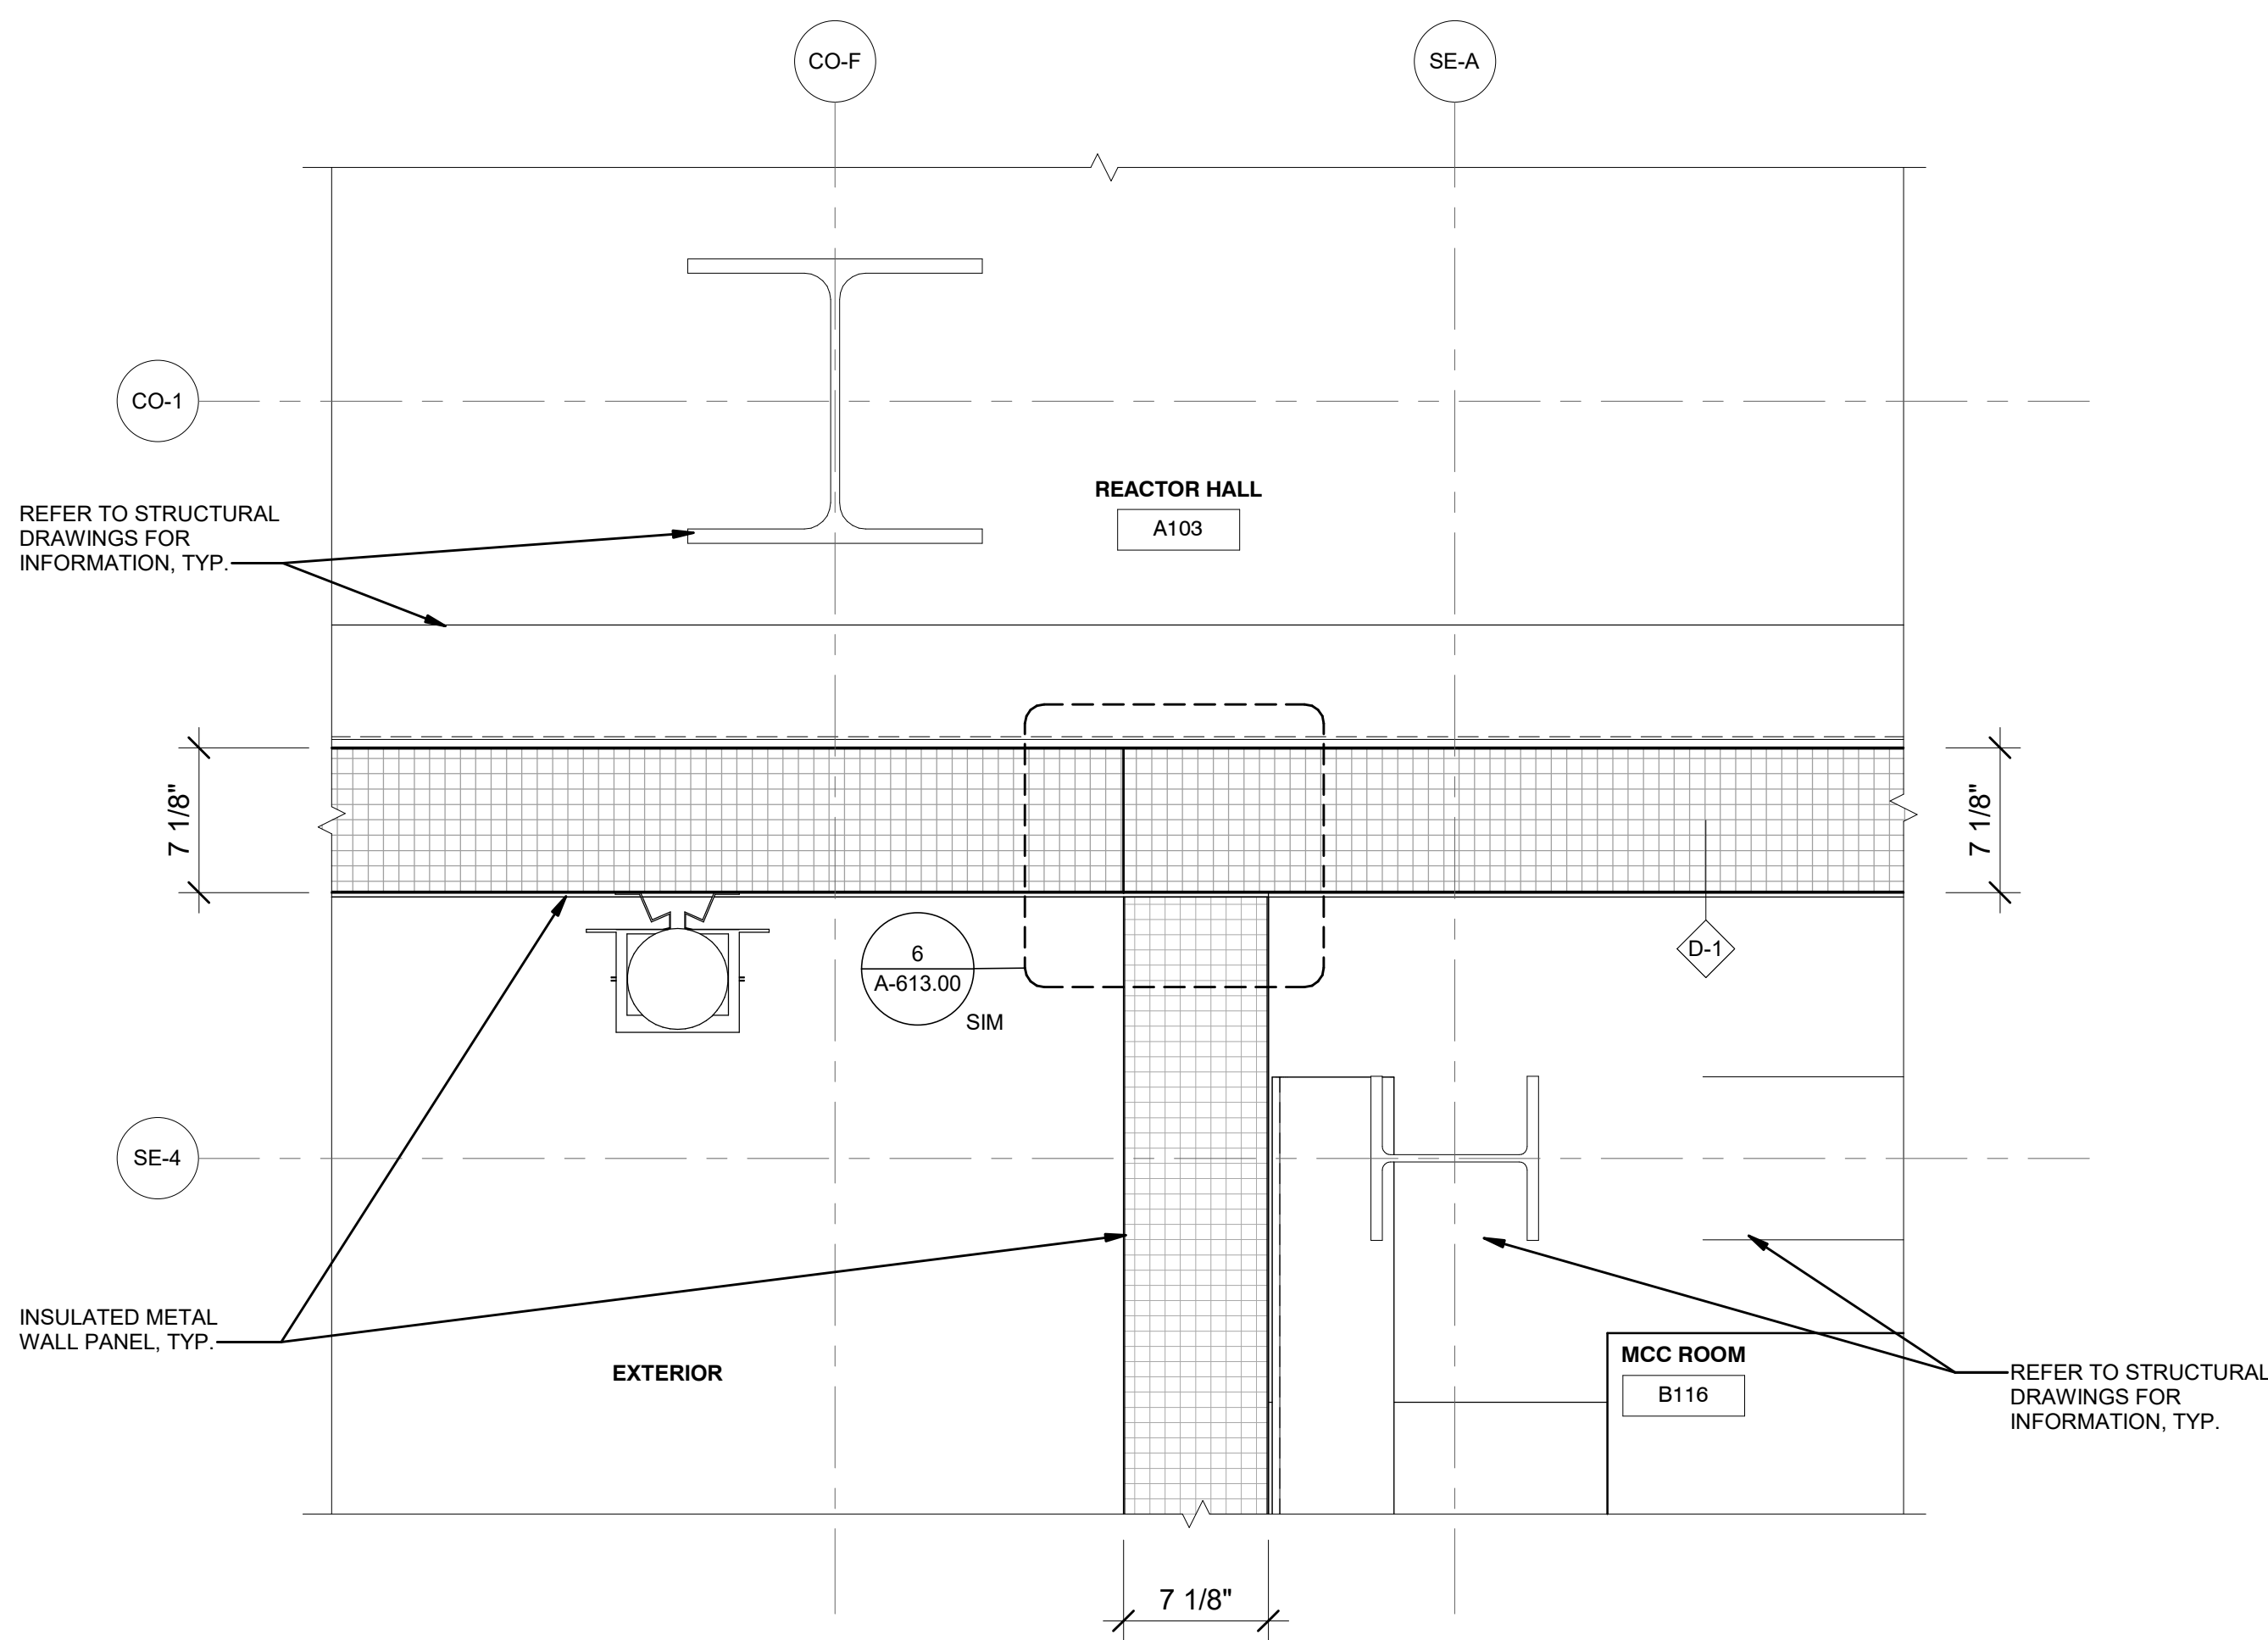 CO-F
SE-A
CO-1
REACTOR HALL
A103
REFER TO STRUCTURAL
DRAWINGS FOR
INFORMATION, TYP.
7 1/8"
7 1/8"
6
A-613.00
SIM
D-1
SE-4
INSULATED METAL
WALL PANEL, TYP.
EXTERIOR
MCC ROOM
B116
REFER TO STRUCTURAL
DRAWINGS FOR
INFORMATION, TYP.
7 1/8"